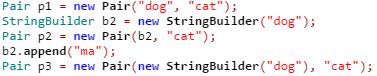 Pair p1 = new Pair("dog", "cat");
StringBuilder b2 = new StringBuilder("dog");
Pair p2 = new Pair(b2, "cat");
b2.append("ma");
Pair p3 = new Pair(new StringBuilder("dog"), "cat");